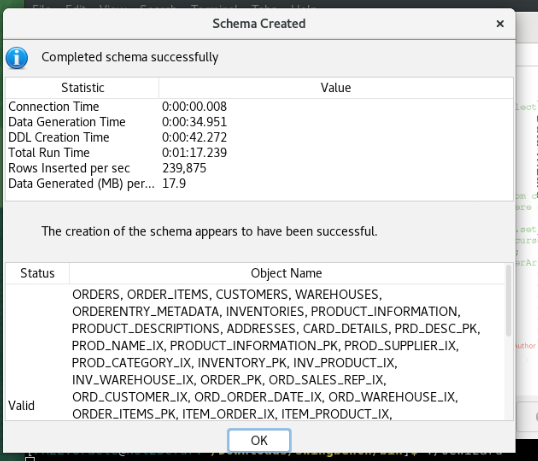 Schema Created
Completed schema successfully
Statistic Value
Connection Time 0:00:00.008
Data Generation Time 0:00:34.951
DDL Creation Time 0:00:42.272
Total Run Time 0:01:17.239
Rows Inserted per sec 239,875
Data Generated (MB) per... 17.9
The creation of the schema appears to have been successful.
Status Object Name
ORDERS, ORDER_ITEMS, CUSTOMERS, WAREHOUSES,
ORDERENTRY_METADATA, INVENTORIES, PRODUCT_INFORMATION,
PRODUCT_DESCRIPTIONS, ADDRESSES, CARD_DETAILS, PRD_DESC_PK,
PROD_NAME_IX, PRODUCT_INFORMATION_PK, PROD_SUPPLIER_IX,
PROD_CATEGORY_IX, INVENTORY_PK, INV_PRODUCT_IX,
INV_WAREHOUSE_IX, ORDER_PK, ORD_SALES_REP_IX,
ORD_CUSTOMER_IX, ORD_ORDER_DATE_IX, ORD_WAREHOUSE_IX,
Valid ORDER_ITEMS_PK, ITEM_ORDER_IX, ITEM_PRODUCT_IX,
OK